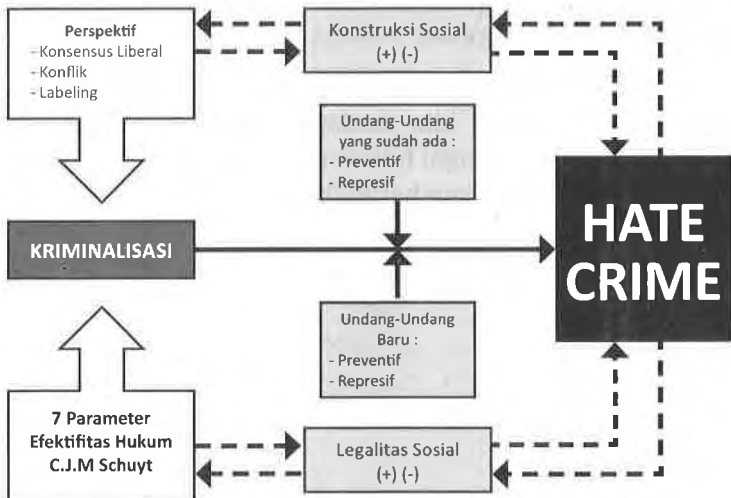 Perspektif
- Konsensus Liberal
- Konflik
- Labeling
Konstruksi Sosial
(+) (-)
Undang-Undang
yang sudah ada :
- Preventif
- Represif
KRIMINALISASI
HATE
CRIME
Undang-Undang
Baru :
- Preventif
- Represif
7 Parameter
Efektifitas Hukum
C.J.M Schuyt
Legalitas Sosial
(+) (-)